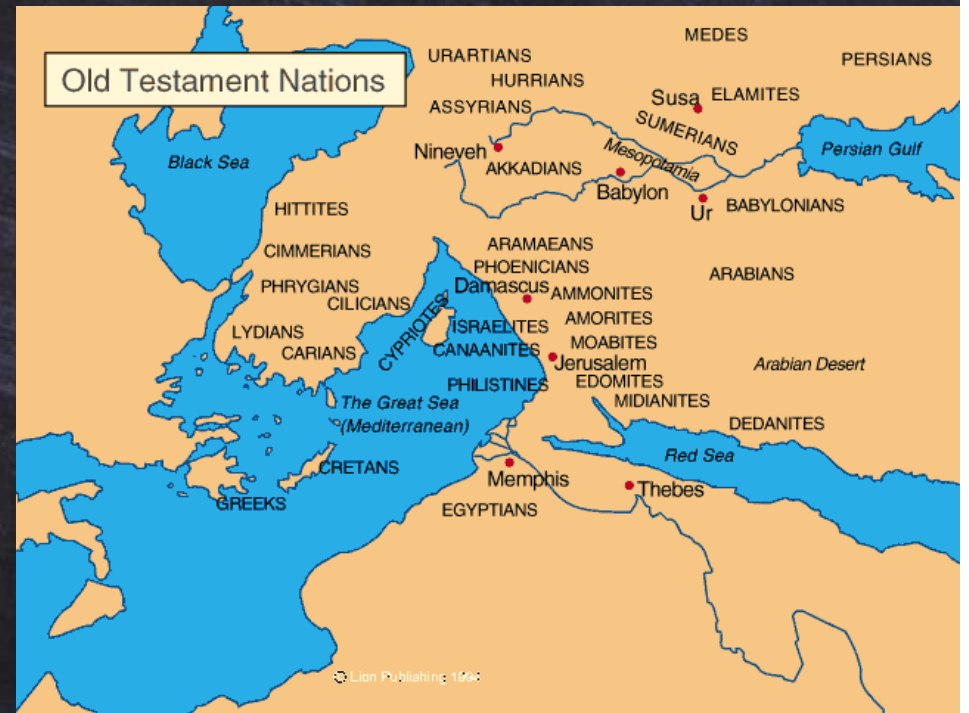 Old Testament Nations
URARTIANS
HURRIANS
ASSYRIANS
MEDES
PERSIANS
Susa
ELAMITES
SUMERIANS
Nineveh
AKKADIANS
Mesopotamia
Babylon
Ur
BABYLONIANS
Persian Gulf
Black Sea
HITTITES
CIMMERIANS
PHRYGIANS
CILICIANS
LYDIANS
CARIANS
CYPRIOTES
ARAMAEANS
PHOENICIANS
Damascus
AMMONITES
ARABIANS
ISRAELITES
AMORITES
CANAANITES
MOABITES
Jerusalem
Arabian Desert
PHILISTINES
EDOMITES
MIDIANITES
DEDANITES
The Great Sea
(Mediterranean)
Red Sea
CRETANS
GREEKS
Memphis
Thebes
EGYPTIANS
© Lion Publishing 1994